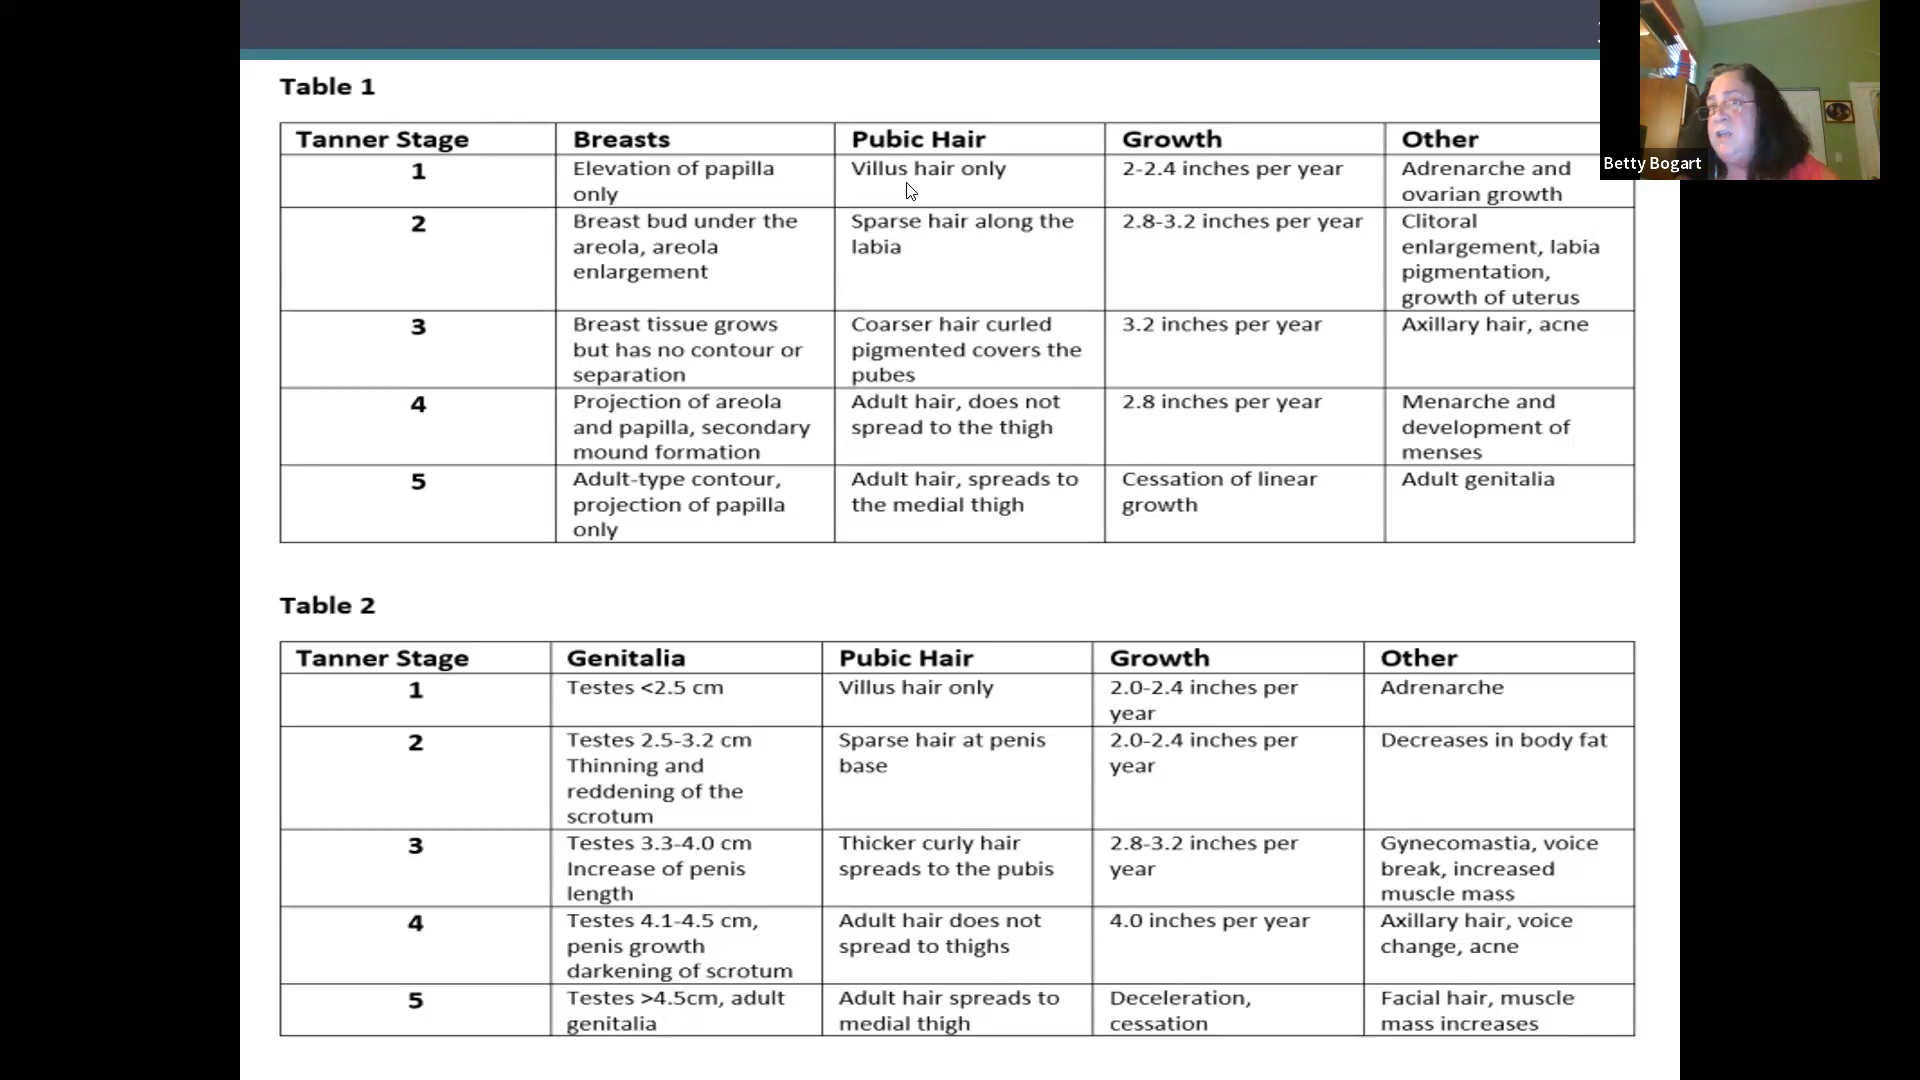 Betty Bogart
Table 1
Tanner Stage Breasts Pubic Hair Growth Other
1 Elevation of papilla Villus hair only 2-2.4 inches per year Adrenarche and
only ovarian growth
2 Breast bud under the Sparse hair along the 2.8-3.2 inches per year Clitoral
areola, areola labia enlargement, labia
enlargement pigmentation,
growth of uterus
3 Breast tissue grows Coarser hair curled 3.2 inches per year Axillary hair, acne
but has no contour or pigmented covers the
separation pubes
4 Projection of areola Adult hair, does not 2.8 inches per year Menarche and
and papilla, secondary spread to the thigh development of
mound formation menses
5 Adult-type contour, Adult hair, spreads to Cessation of linear Adult genitalia
projection of papilla the medial thigh growth
only
Table 2
Tanner Stage Genitalia Pubic Hair Growth Other
1 Testes <2.5 cm Villus hair only 2.0-2.4 inches per Adrenarche
year
2 Testes 2.5-3.2 cm Sparse hair at penis 2.0-2.4 inches per Decreases in body fat
Thinning and base year
reddening of the
scrotum
3 Testes 3.3-4.0 cm Thicker curly hair 2.8-3.2 inches per Gynecomastia, voice
Increase of penis spreads to the pubis year break, increased
length muscle mass
4 Testes 4.1-4.5 cm, Adult hair does not 4.0 inches per year Axillary hair, voice
penis growth spread to thighs change, acne
darkening of scrotum
5 Testes >4.5cm, adult Adult hair spreads to Deceleration, Facial hair, muscle
genitalia medial thigh cessation mass increases